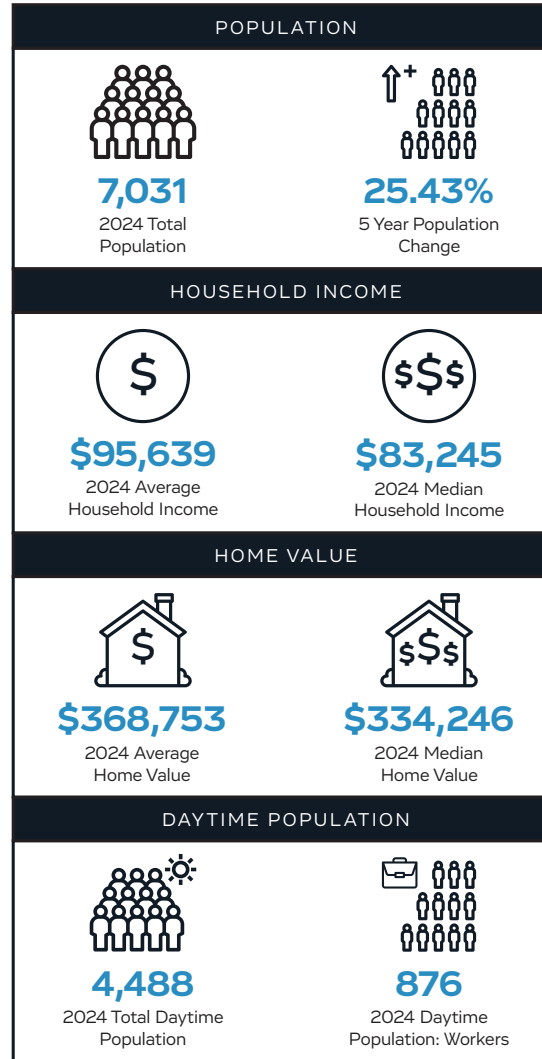 POPULATION
7,031
2024 Total
Population
25.43%
5 Year Population
Change
HOUSEHOLD INCOME
$
$95,639
2024 Average
Household Income
$$$
$83,245
2024 Median
Household Income
HOME VALUE
$
$368,753
2024 Average
Home Value
$$$
$334,246
2024 Median
Home Value
DAYTIME POPULATION
4,488
2024 Total Daytime
Population
876
2024 Daytime
Population: Workers